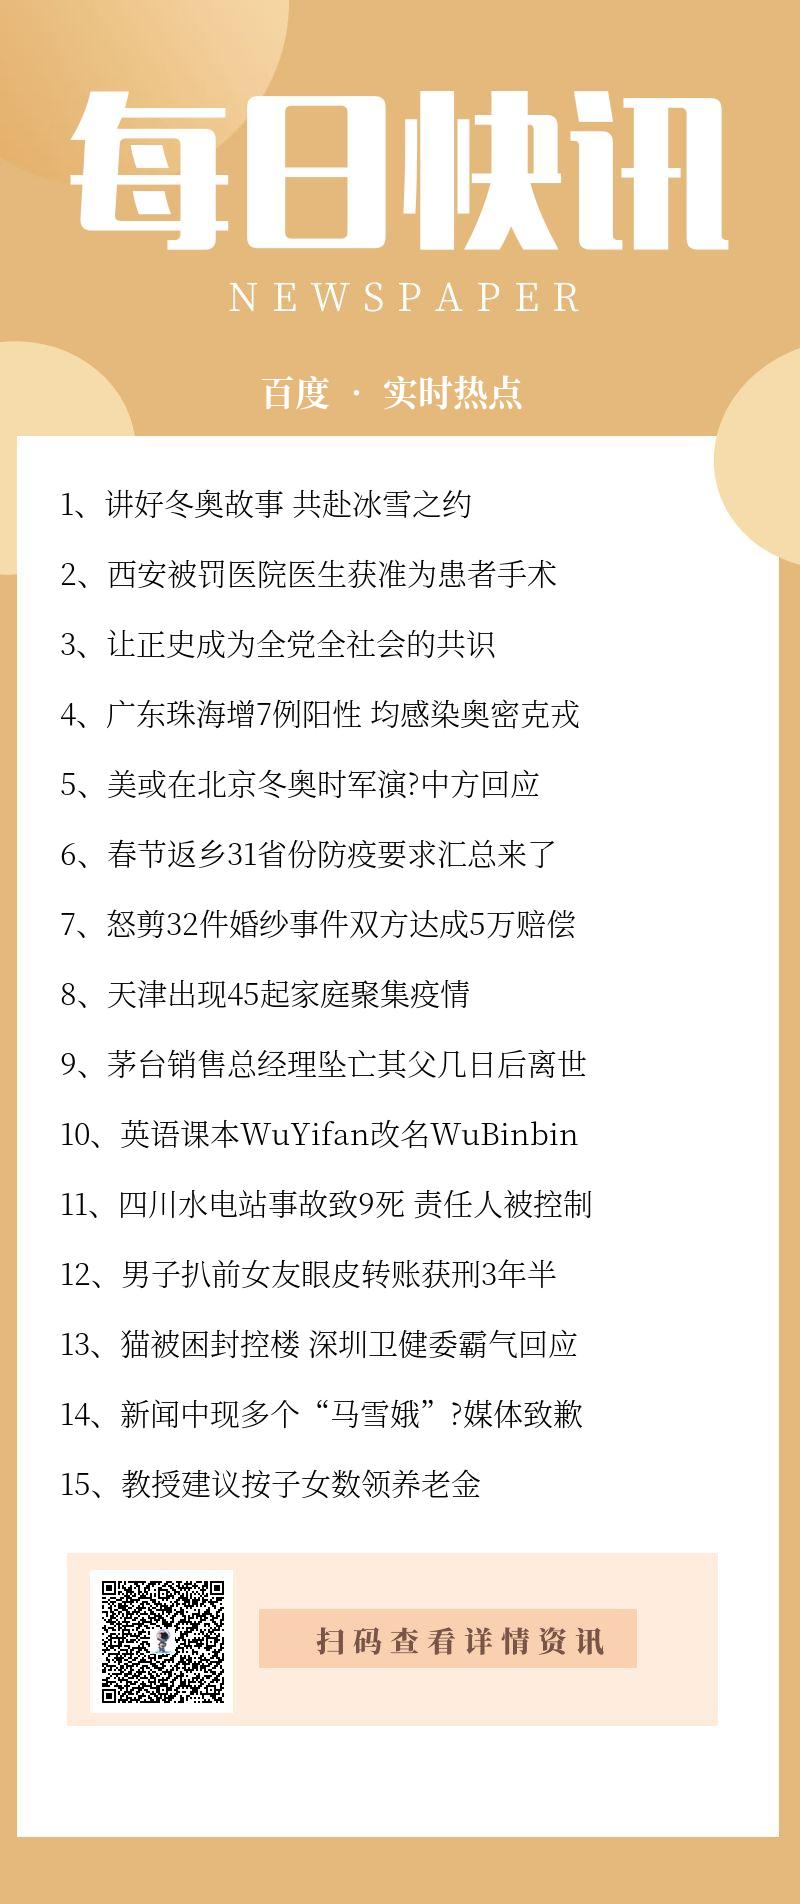 每日快讯
NEWSPAPER
百度 · 实时热点
1、讲好冬奥故事 共赴冰雪之约
2、西安被罚医院医生获准为患者手术
3、让正史成为全党全社会的共识
4、广东珠海增7例阳性 均感染奥密克戎
5、美或在北京冬奥时军演?中方回应
6、春节返乡31省份防疫要求汇总来了
7、怒剪32件婚纱事件双方达成5万赔偿
8、天津出现45起家庭聚集疫情
9、茅台销售总经理坠亡其父几日后离世
10、英语课本WuYifan改名WuBinbin
11、四川水电站事故致9死 责任人被控制
12、男子扒前女友眼皮转账获刑3年半
13、猫被困封控楼 深圳卫健委霸气回应
14、新闻中现多个“马雪娥”?媒体致歉
15、教授建议按子女数领养老金
扫码查看详情资讯